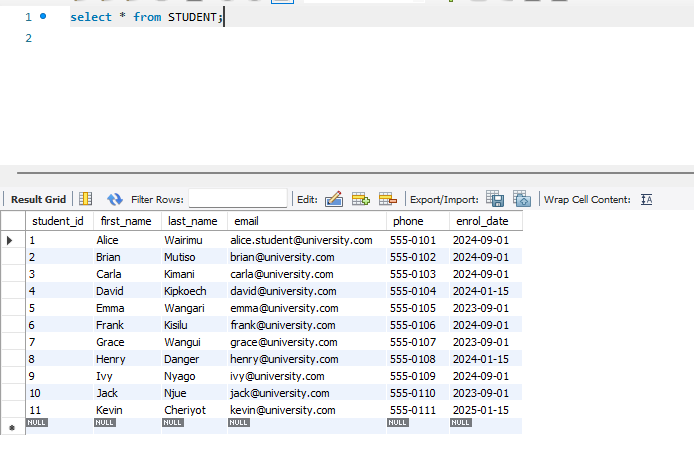 1 select * from STUDENT;
2
Result Grid Filter Rows: Edit: Export/Import: Wrap Cell Content: IA
student_id first_name last_name email phone enrol_date
1 Alice Wairimu alice.student@university.com 555-0101 2024-09-01
2 Brian Mutiso brian@university.com 555-0102 2024-09-01
3 Carla Kimani carla@university.com 555-0103 2024-09-01
4 David Kipkoech david@university.com 555-0104 2024-01-15
5 Emma Wangari emma@university.com 555-0105 2023-09-01
6 Frank Kisilu frank@university.com 555-0106 2024-09-01
7 Grace Wangui grace@university.com 555-0107 2023-09-01
8 Henry Danger henry@university.com 555-0108 2024-01-15
9 Ivy Nyago ivy@university.com 555-0109 2024-09-01
10 Jack Njue jack@university.com 555-0110 2023-09-01
11 Kevin Cheriyot kevin@university.com 555-0111 2025-01-15
NULL NULL NULL NULL NULL NULL